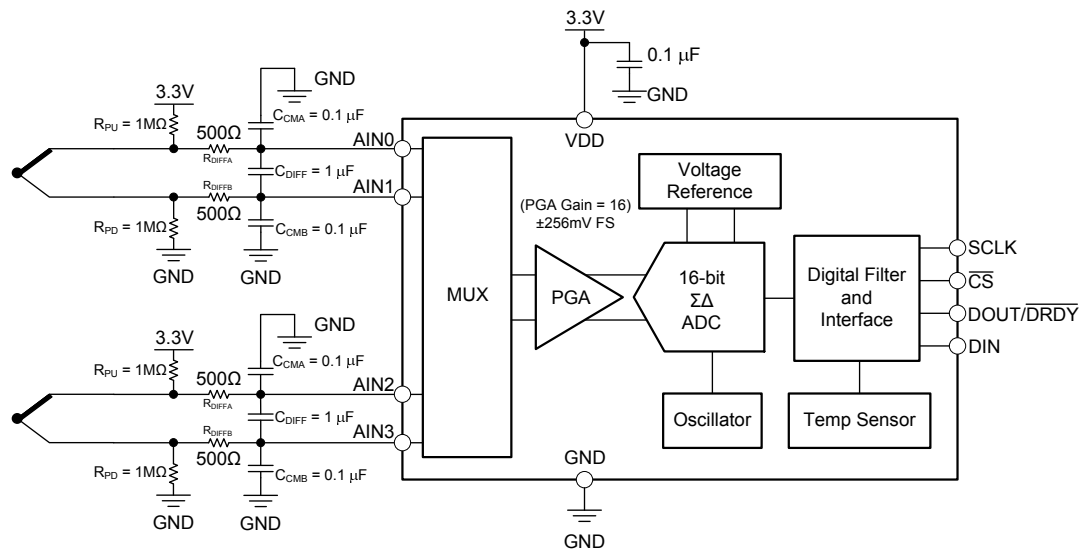 3.3V
0.1 µF
GND
VDD
GND
3.3V
R_PU = 1MΩ
C_CMA = 0.1 µF
500Ω
R_DIFFA
AIN0
C_DIFF = 1 µF
R_DIFFB
500Ω
AIN1
R_PD = 1MΩ
C_CMB = 0.1 µF
GND
GND
GND
3.3V
R_PU = 1MΩ
C_CMA = 0.1 µF
500Ω
R_DIFFA
AIN2
C_DIFF = 1 µF
R_DIFFB
500Ω
AIN3
R_PD = 1MΩ
C_CMB = 0.1 µF
GND
GND
MUX
(PGA Gain = 16)
±256mV FS
PGA
Voltage
Reference
16-bit
ΣΔ
ADC
Oscillator
Digital Filter
and
Interface
Temp Sensor
SCLK
C̅S̅
DOUT/D̅R̅D̅Y̅
DIN
GND
GND